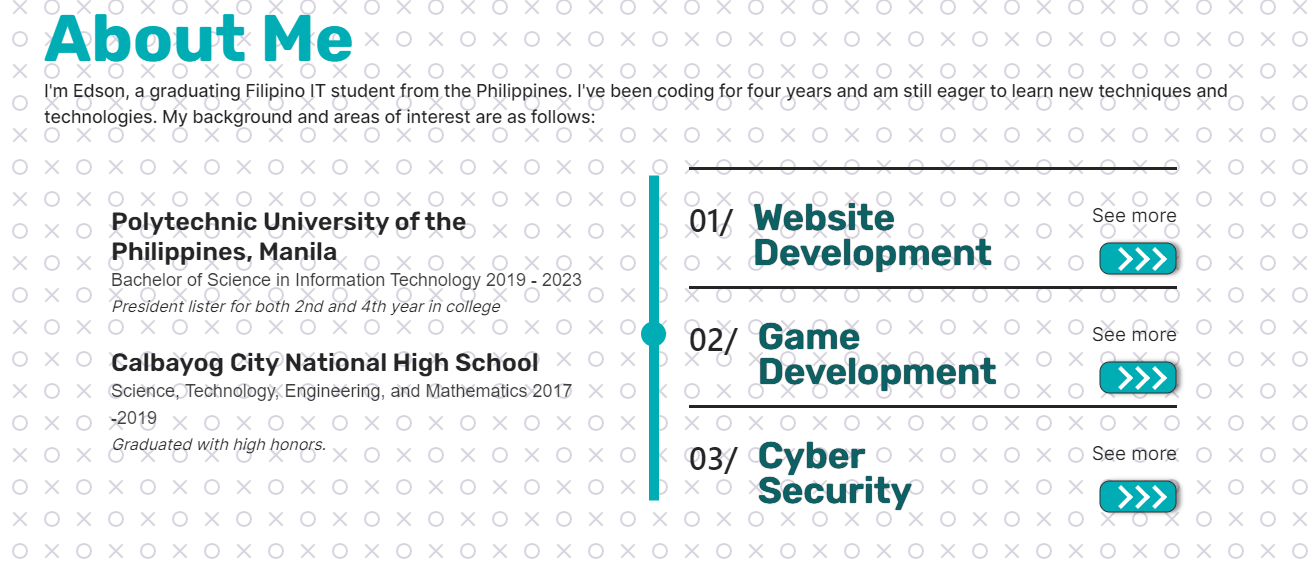 About Me
I'm Edson, a graduating Filipino IT student from the Philippines. I've been coding for four years and am still eager to learn new techniques and
technologies. My background and areas of interest are as follows:
Polytechnic University of the
Philippines, Manila
Bachelor of Science in Information Technology 2019 - 2023
President lister for both 2nd and 4th year in college
Calbayog City National High School
Science, Technology, Engineering, and Mathematics 2017
-2019
Graduated with high honors.
01/ Website
Development
See more
02/ Game
Development
See more
03/ Cyber
Security
See more